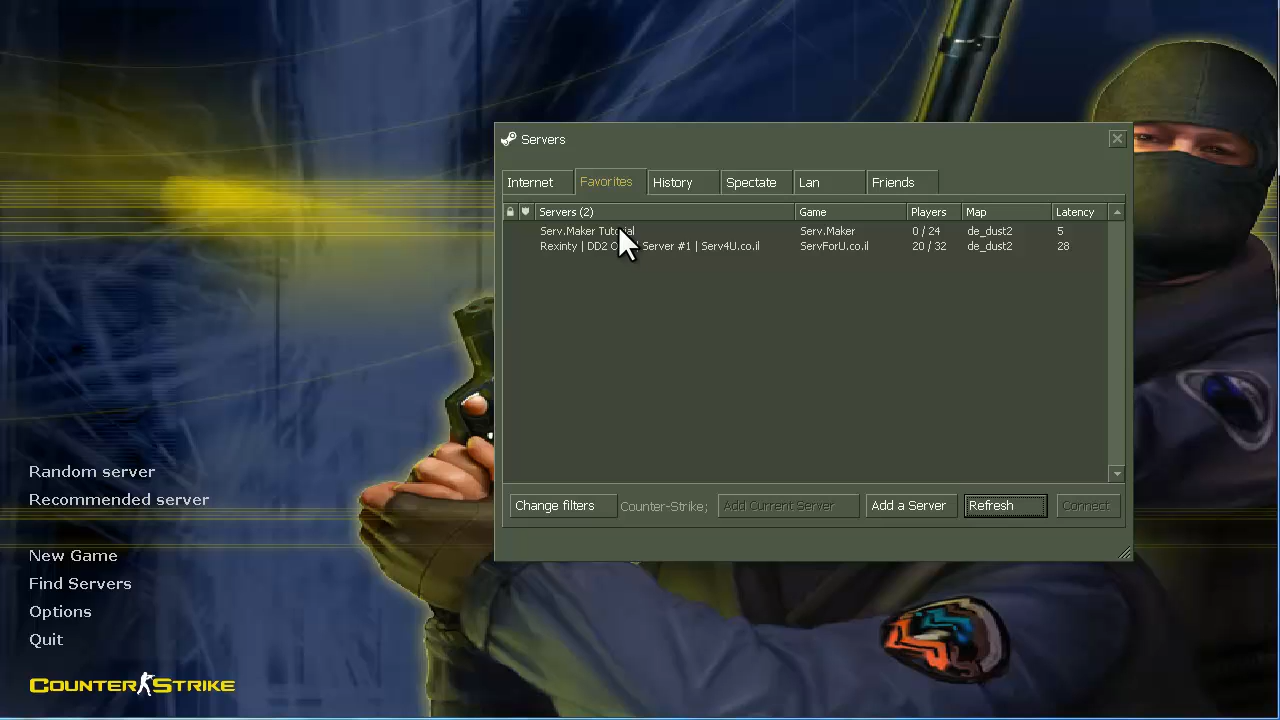 Servers
Internet Favorites History Spectate Lan Friends
Servers (2) Game Players Map Latency
Serv.Maker Tutorial Serv.Maker 0 / 24 de_dust2 5
Rexinty | DD2 Server #1 | Serv4U.co.il ServForU.co.il 20 / 32 de_dust2 28
Change filters Counter-Strike; Add Current Server Add a Server Refresh Connect
Random server
Recommended server
New Game
Find Servers
Options
Quit
COUNTER STRIKE